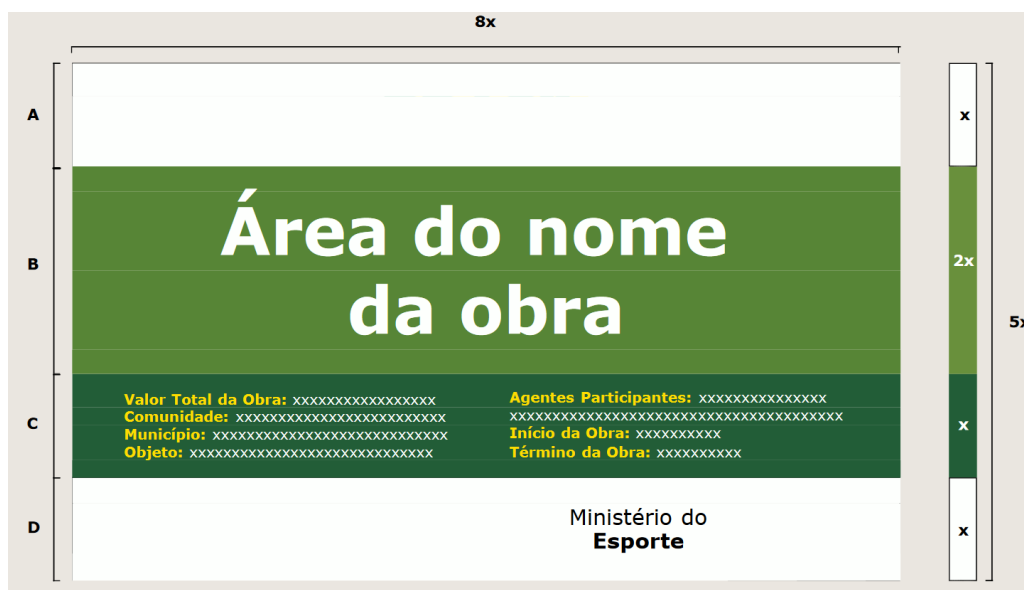 8x
A
x
Área do nome
da obra
B
2x
5x
Valor Total da Obra: xxxxxxxxxxxxxxxxx
Comunidade: xxxxxxxxxxxxxxxxxxxxxxxxx
Município: xxxxxxxxxxxxxxxxxxxxxxxxxxxx
Objeto: xxxxxxxxxxxxxxxxxxxxxxxxxxxxx
Agentes Participantes: xxxxxxxxxxxxxxx
xxxxxxxxxxxxxxxxxxxxxxxxxxxxxxxxxxxxxxx
Início da Obra: xxxxxxxxxx
Término da Obra: xxxxxxxxxx
C
x
D
Ministério do
Esporte
x